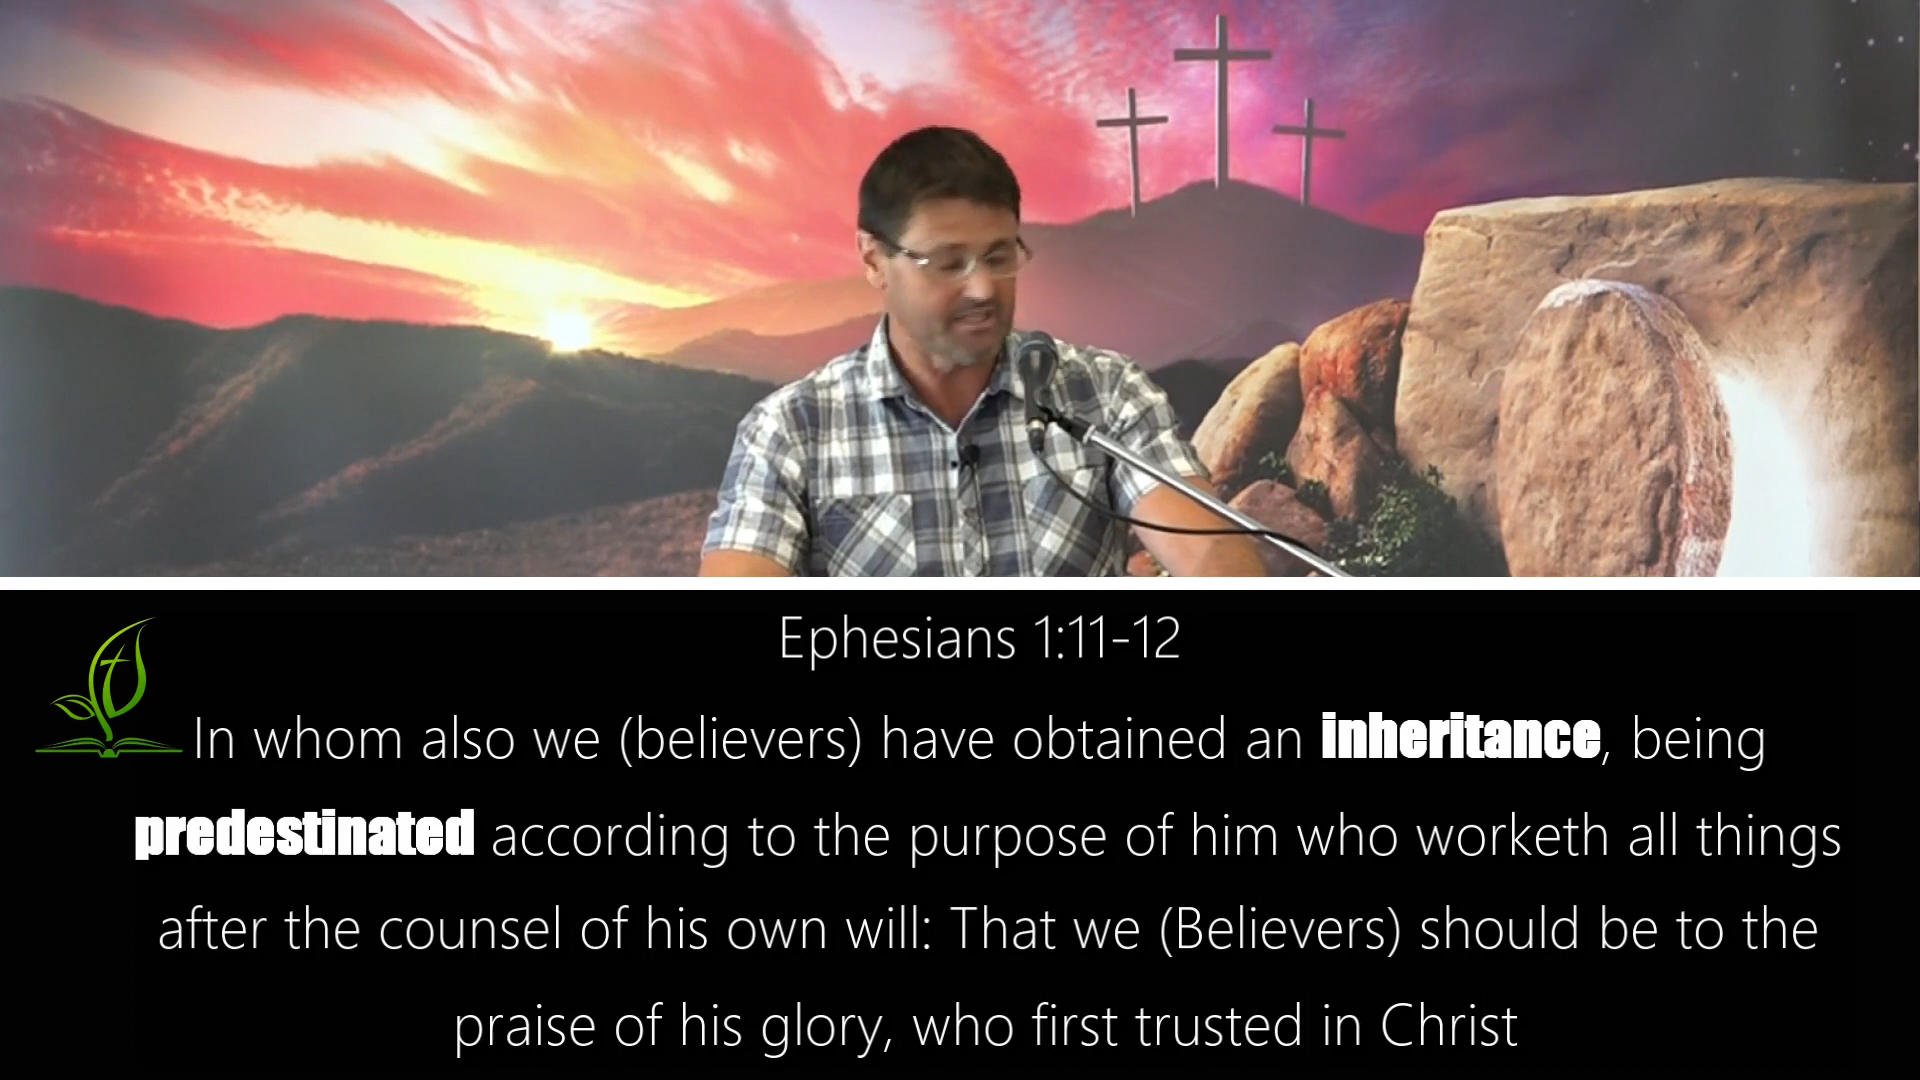 Ephesians 1:11-12
In whom also we (believers) have obtained an inheritance, being
predestinated according to the purpose of him who worketh all things
after the counsel of his own will: That we (Believers) should be to the
praise of his glory, who first trusted in Christ